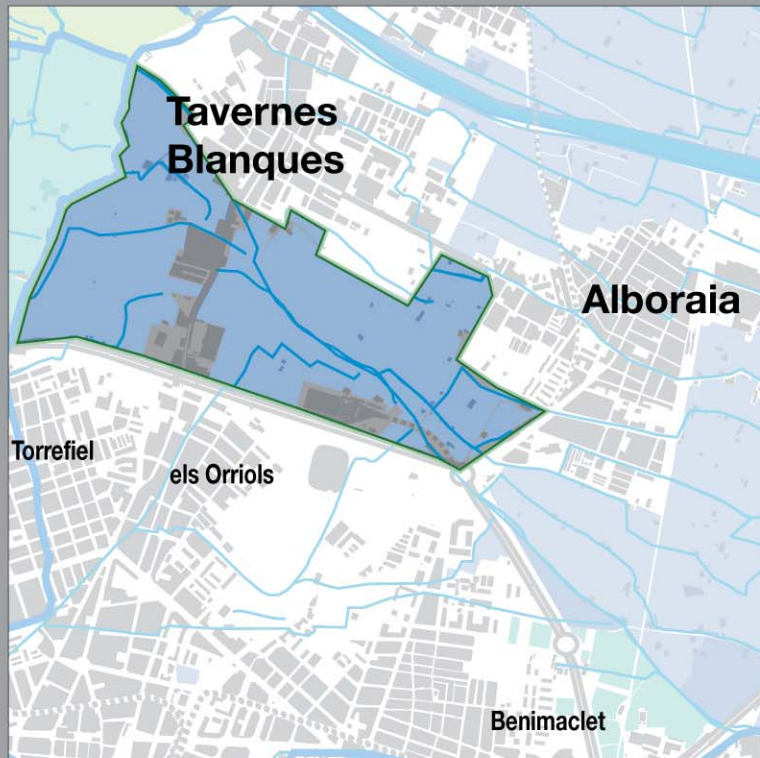 Tavernes
Blanques
Alboraia
Torrefiel
els Orriols
Benimaclet